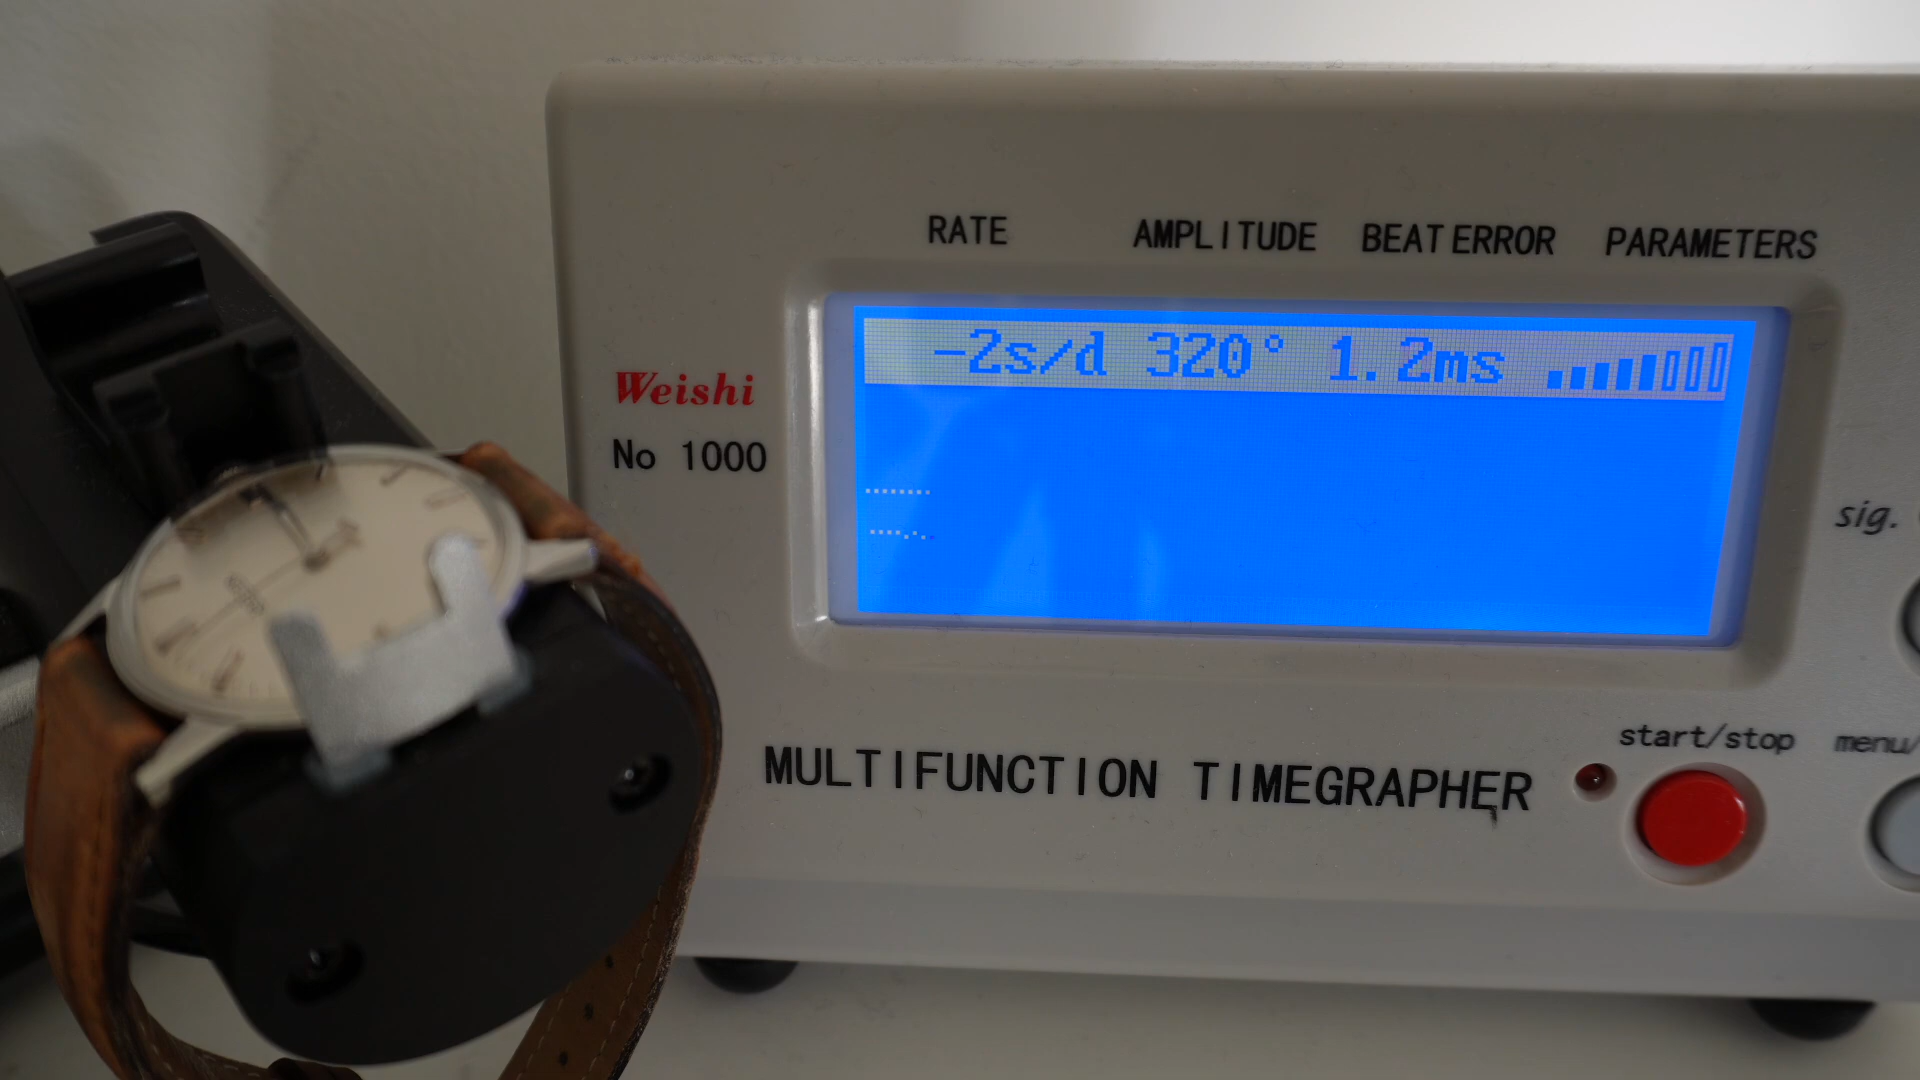 RATE AMPLITUDE BEAT ERROR PARAMETERS
-2s/d 320° 1.2ms
Weishi
No 1000
sig.
MULTIFUNCTION TIMEGRAPHER
start/stop menu/